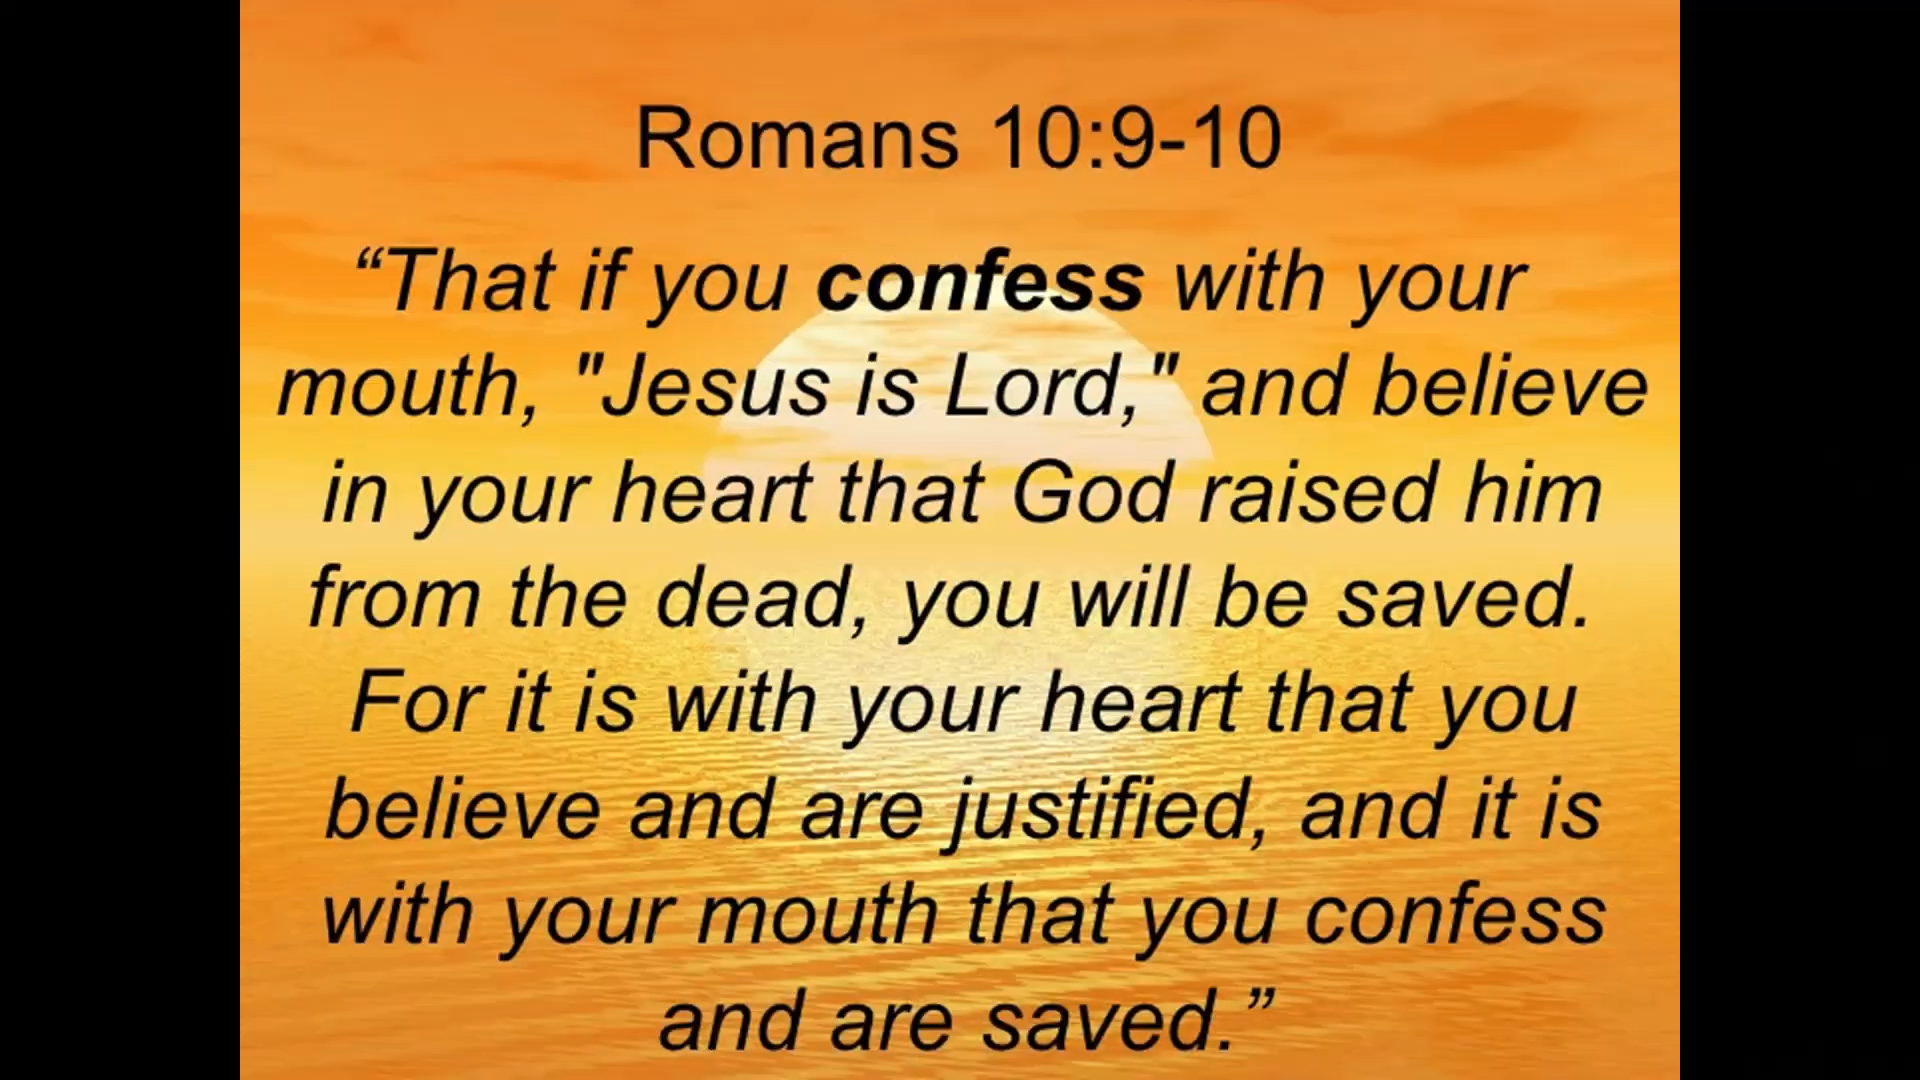 Romans 10:9-10
“That if you confess with your
mouth, "Jesus is Lord," and believe
in your heart that God raised him
from the dead, you will be saved.
For it is with your heart that you
believe and are justified, and it is
with your mouth that you confess
and are saved.”